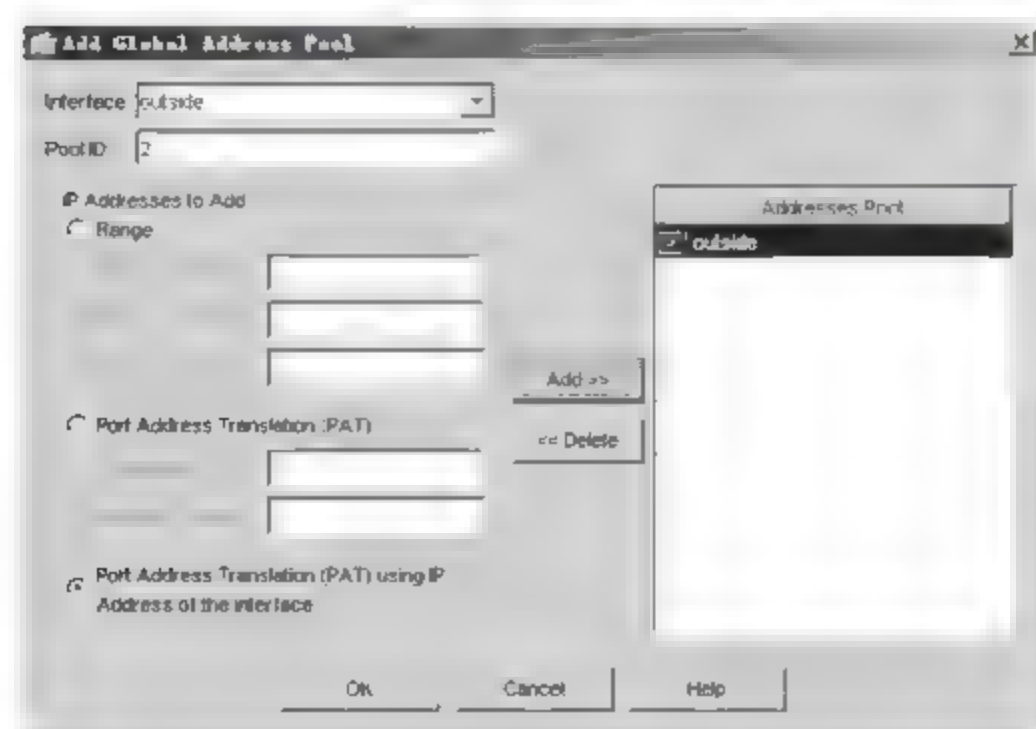 Add Global Address Pool
Interface outside
Pool ID 2
IP Addresses to Add
Range
Port Address Translation (PAT)
Port Address Translation (PAT) using IP
Address of the interface
Add >>
<< Delete
Addresses Pool
outside
OK
Cancel
Help